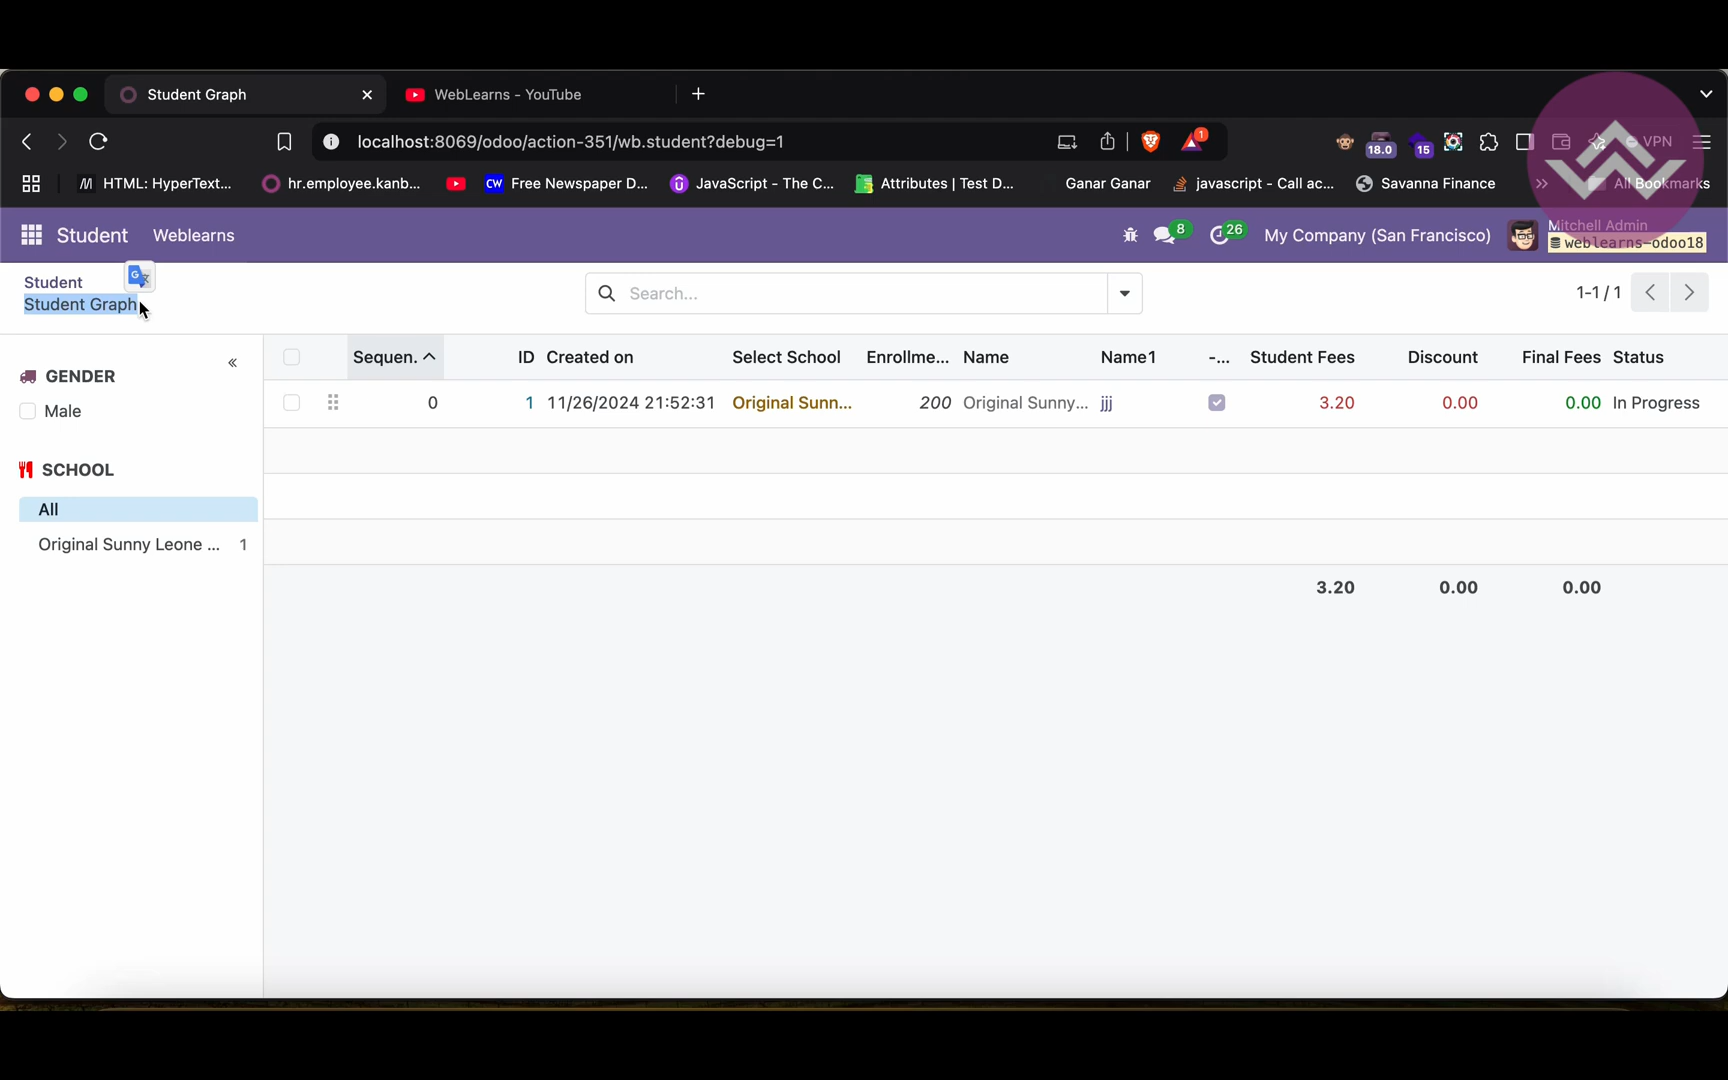 Student Graph
WebLearns - YouTube
localhost:8069/odoo/action-351/wb.student?debug=1
1
18.0
15
VPN
HTML: HyperText...
hr.employee.kanb...
CW Free Newspaper D...
JavaScript - The C...
Attributes | Test D...
Ganar Ganar
javascript - Call ac...
Savanna Finance
All Bookmarks
Student
Weblearns
8
26
My Company (San Francisco)
Mitchell Admin
weblearns-odoo18
Student
Student Graph
Search...
1-1 / 1
GENDER
Male
SCHOOL
All
Original Sunny Leone ... 1
Sequen. ID Created on Select School Enrollme... Name Name1 -... Student Fees Discount Final Fees Status
0 1 11/26/2024 21:52:31 Original Sunn... 200 Original Sunny... jjj 3.20 0.00 0.00 In Progress
3.20 0.00 0.00